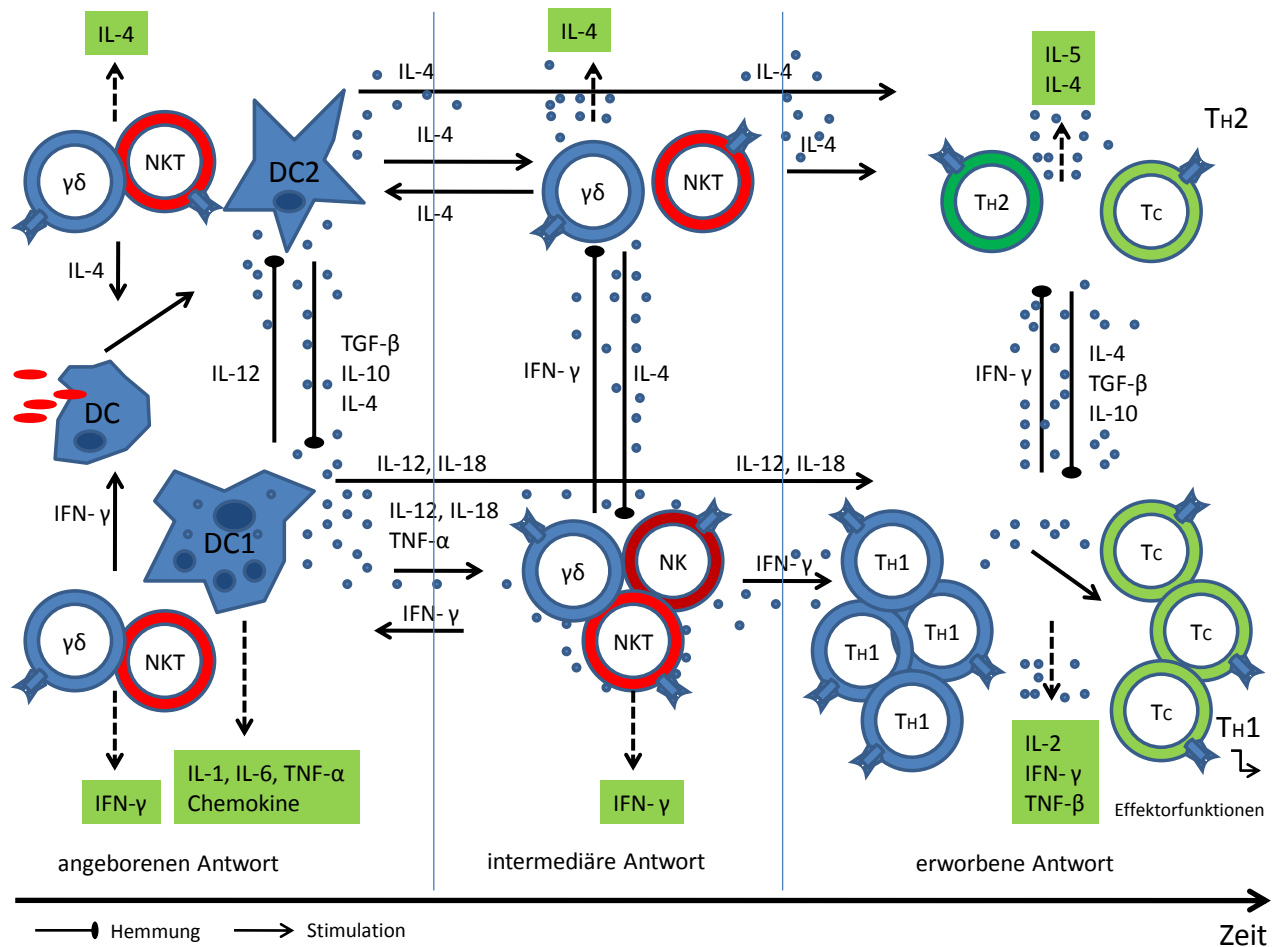 IL-4
γδ
NKT
DC2
IL-4
DC
IFN- γ
IL-12
TGF-β
IL-10
IL-4
DC1
γδ
NKT
IFN-γ
IL-1, IL-6, TNF-α
Chemokine
IL-4
IL-4
IL-4
IL-12, IL-18
IL-12, IL-18
TNF-α
IFN- γ
IL-4
γδ
NKT
IFN- γ
IL-4
γδ
NK
NKT
IFN- γ
IL-4
IL-4
IL-12, IL-18
IFN- γ
IL-5
IL-4
TH2
TH2
TC
IFN- γ
IL-4
TGF-β
IL-10
TH1
TH1
TH1
TH1
TC
TC
TC
TH1
IL-2
IFN- γ
TNF-β
Effektorfunktionen
angeborenen Antwort
intermediäre Antwort
erworbene Antwort
Hemmung
Stimulation
Zeit